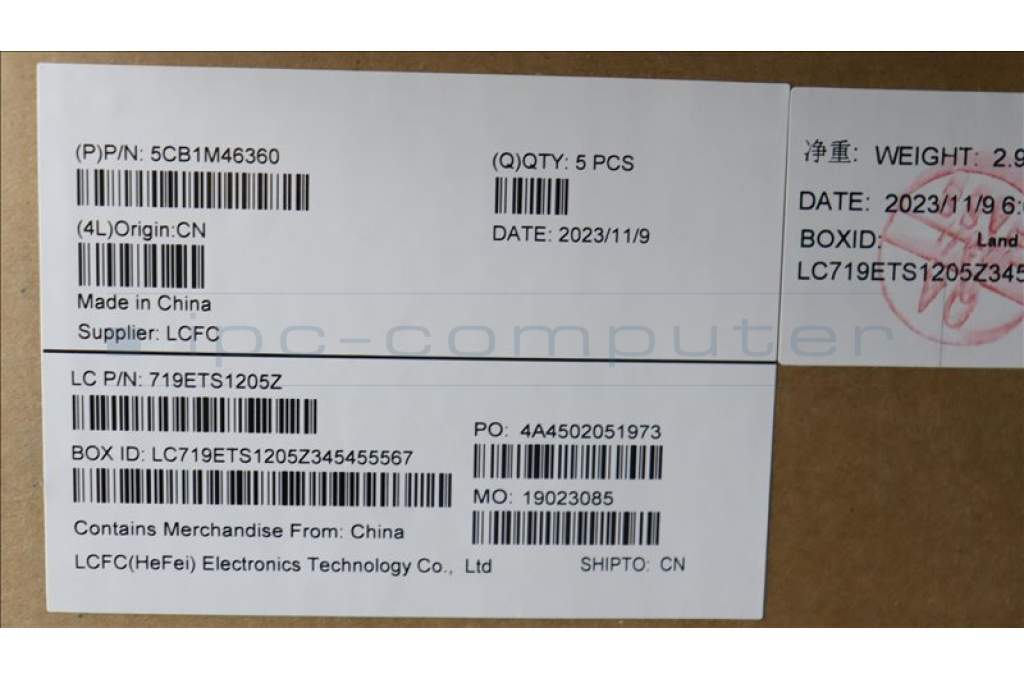 (P)P/N: 5CB1M46360
(Q)QTY: 5 PCS
(4L)Origin:CN
DATE: 2023/11/9
Made in China
Supplier: LCFC
LC P/N: 719ETS1205Z
PO: 4A4502051973
BOX ID: LC719ETS1205Z345455567
MO: 19023085
Contains Merchandise From: China
LCFC(HeFei) Electronics Technology Co., Ltd
SHIPTO: CN
净重: WEIGHT: 2.9
DATE: 2023/11/9 6:
BOXID: Land
LC719ETS1205Z345
ipc-computer